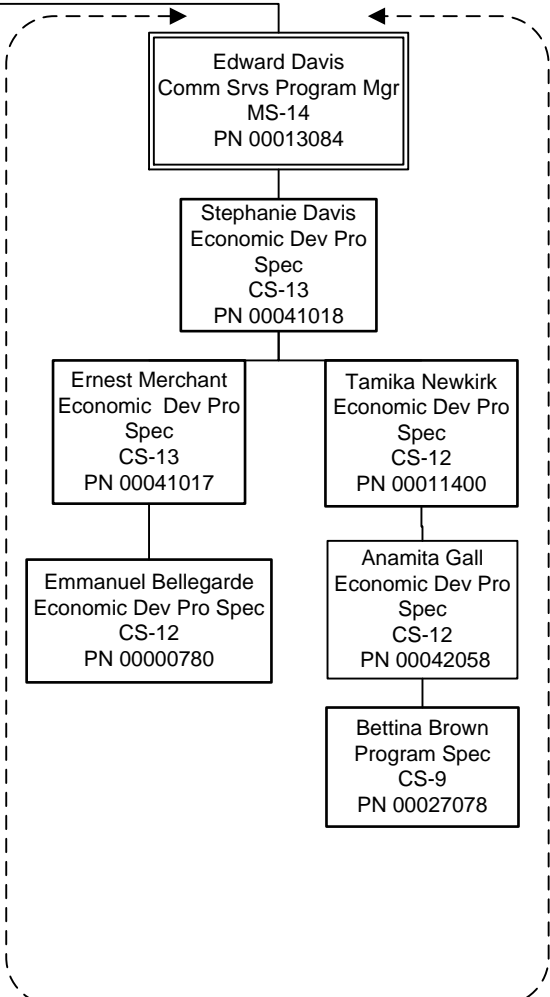 Edward Davis
Comm Srvs Program Mgr
MS-14
PN 00013084
Stephanie Davis
Economic Dev Pro
Spec
CS-13
PN 00041018
Ernest Merchant
Economic  Dev Pro
Spec
CS-13
PN 00041017
Tamika Newkirk
Economic Dev Pro
Spec
CS-12
PN 00011400
Emmanuel Bellegarde
Economic Dev Pro Spec
CS-12
PN 00000780
Anamita Gall
Economic Dev Pro
Spec
CS-12
PN 00042058
Bettina Brown
Program Spec
CS-9
PN 00027078